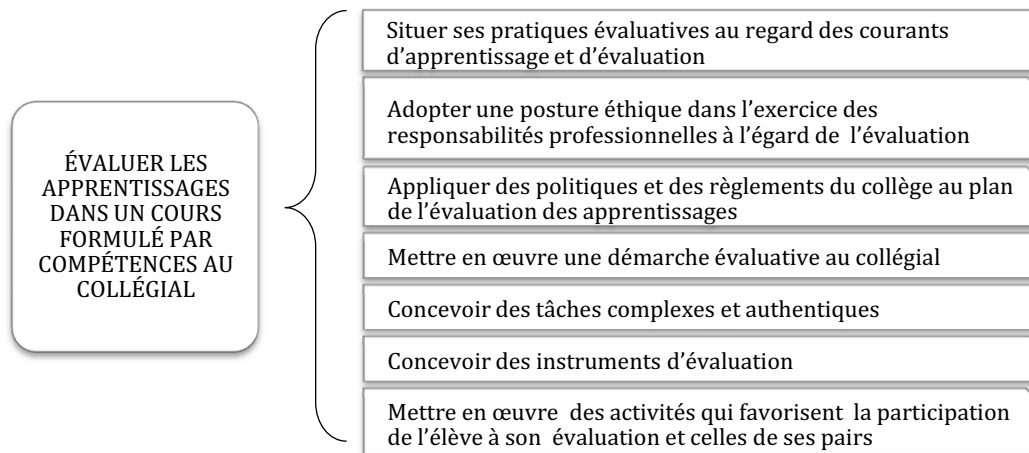 ÉVALUER LES
APPRENTISSAGES
DANS UN COURS
FORMULÉ PAR
COMPÉTENCES AU
COLLÉGIAL
Situer ses pratiques évaluatives au regard des courants
d’apprentissage et d’évaluation
Adopter une posture éthique dans l’exercice des
responsabilités professionnelles à l’égard de l’évaluation
Appliquer des politiques et des règlements du collège au plan
de l’évaluation des apprentissages
Mettre en œuvre une démarche évaluative au collégial
Concevoir des tâches complexes et authentiques
Concevoir des instruments d’évaluation
Mettre en œuvre des activités qui favorisent la participation
de l’élève à son évaluation et celles de ses pairs